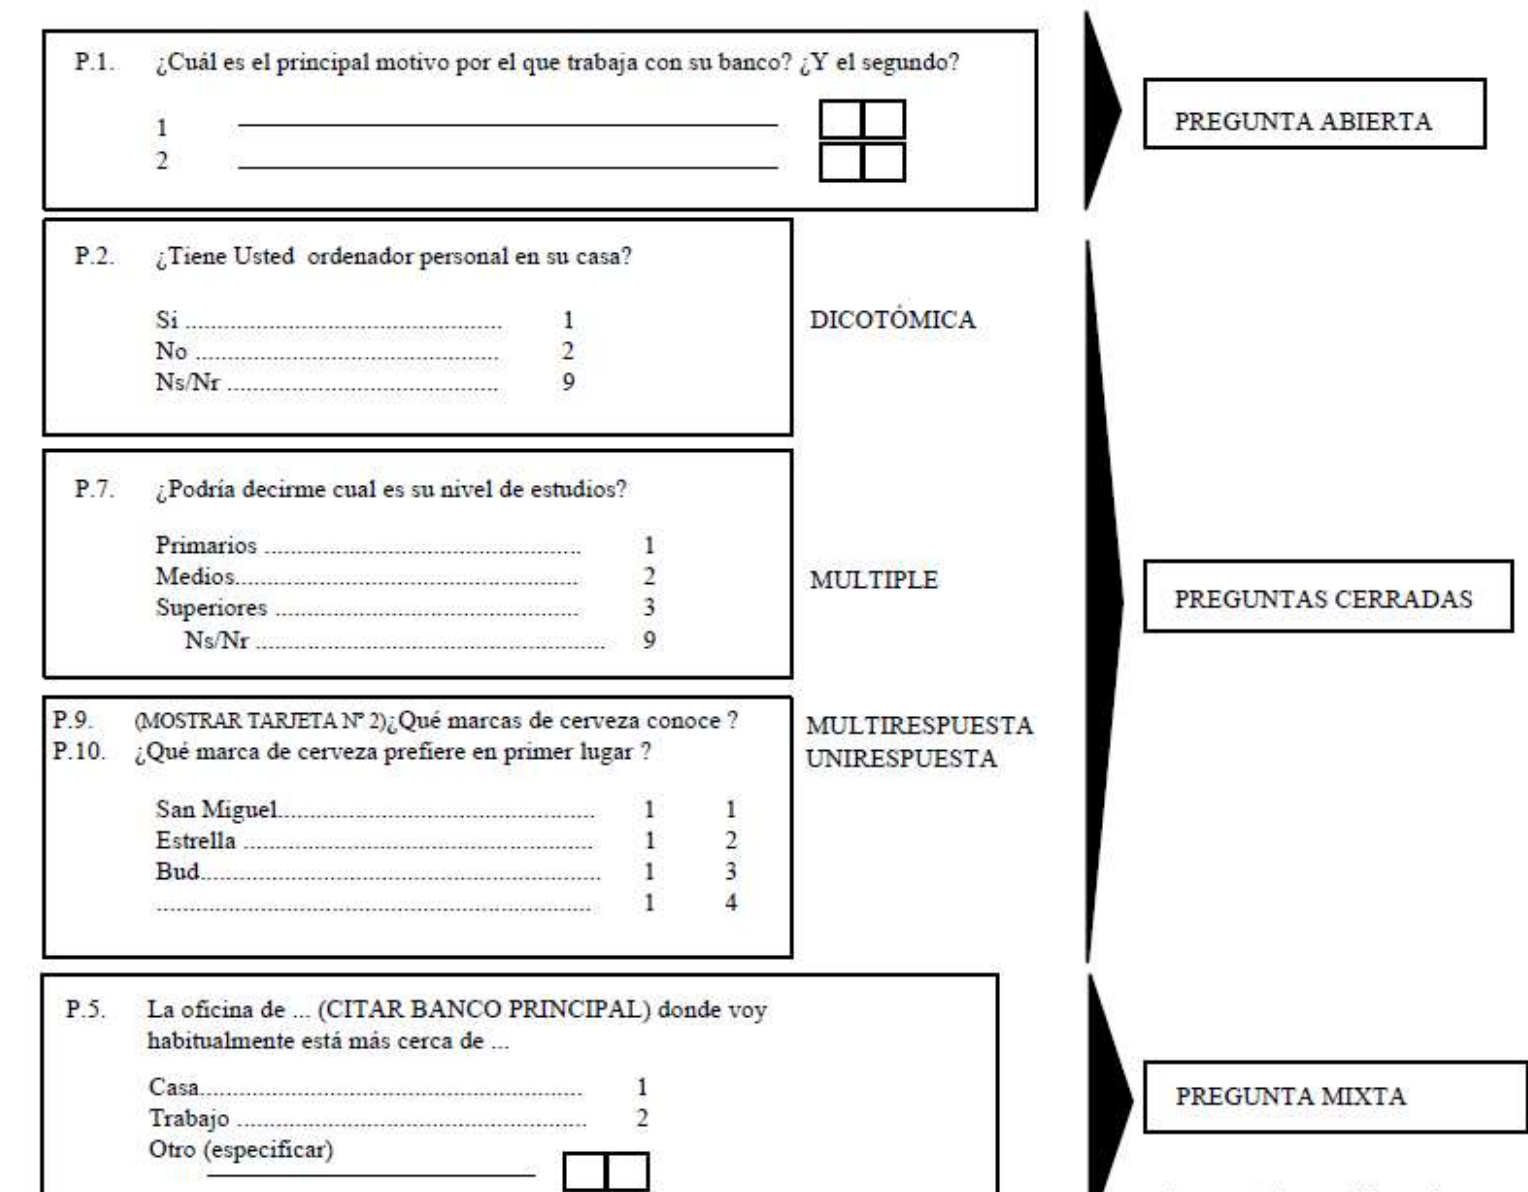 P.1. ¿Cuál es el principal motivo por el que trabaja con su banco? ¿Y el segundo?
1
2
PREGUNTA ABIERTA
P.2. ¿Tiene Usted ordenador personal en su casa?
Si ................................................ 1
No .............................................. 2
Ns/Nr ......................................... 9
DICOTÓMICA
P.7. ¿Podría decirme cual es su nivel de estudios?
Primarios ................................................ 1
Medios.................................................... 2
Superiores .............................................. 3
Ns/Nr ..................................................... 9
MULTIPLE
PREGUNTAS CERRADAS
P.9. (MOSTRAR TARJETA Nº 2)¿Qué marcas de cerveza conoce ?
P.10. ¿Qué marca de cerveza prefiere en primer lugar ?
MULTIRESPUESTA
UNIRESPUESTA
San Miguel................................................ 1 1
Estrella ..................................................... 1 2
Bud............................................................. 1 3
.................................................................. 1 4
P.5. La oficina de ... (CITAR BANCO PRINCIPAL) donde voy
habitualmente está más cerca de ...
Casa.......................................................... 1
Trabajo ..................................................... 2
Otro (especificar)
PREGUNTA MIXTA